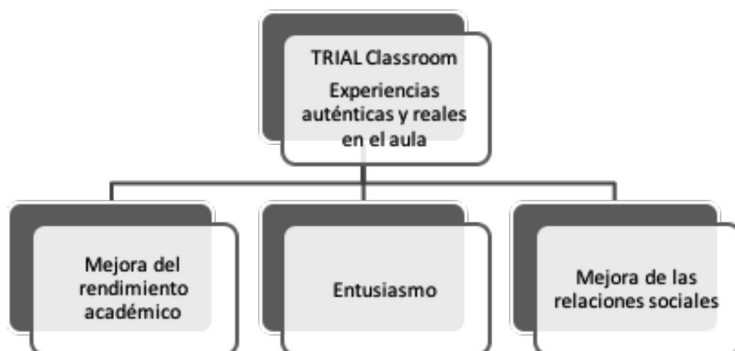 TRIAL Classroom
Experiencias
auténticas y reales
en el aula
Mejora del
rendimiento
académico
Entusiasmo
Mejora de las
relaciones sociales